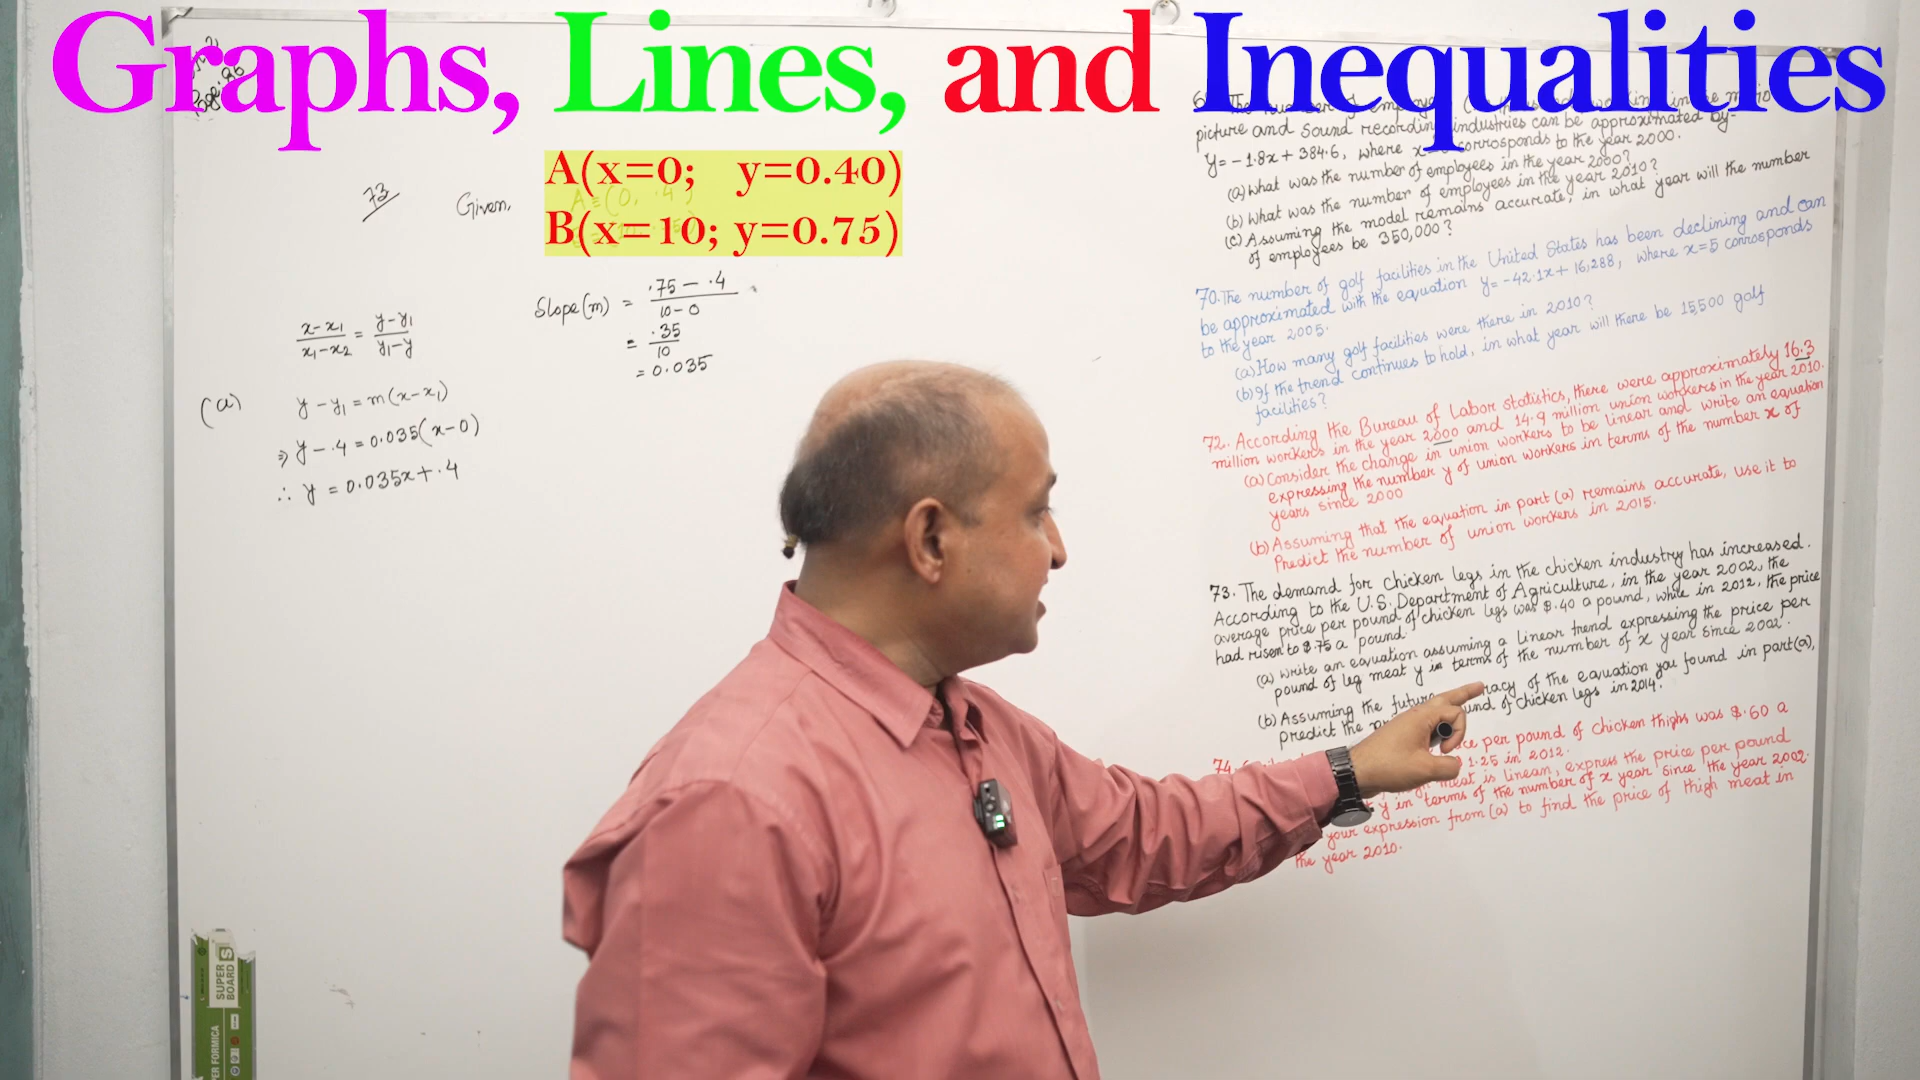 Graphs, Lines, and Inequalities
A(x=0; y=0.40)
B(x=10; y=0.75)
73
Given,
Slope(m) = .75 - .4 / 10-0
= .35 / 10
= 0.035
x-x₁ / x₁-x₂ = y-y₁ / y₁-y
(a) y-y₁ = m(x-x₁)
⇒ y-.4 = 0.035(x-0)
∴ y = 0.035x+.4
picture and sound recording industries can be approximated by-
y=-1.8x+384.6, where corrosponds to the year 2000.
(a) What was the number of employees in the year 2000?
(b) What was the number of employees in the year 2010?
(c) Assuming the model remains accurate, in what year will the number
of employees be 350,000?
70. The number of golf facilities in the United States has been declining and can
be approximated with the equation y=-42.1x+16,288, where x=5 corrosponds
to the year 2005.
(a) How many golf facilities were there in 2010?
(b) If the trend continues to hold, in what year will there be 15,500 golf
facilities?
72. According the Bureau of Labor statistics, there were approximately 16.3
million workers in the year 2000 and 14.9 million union workers in the year 2010.
(a) Consider the change in union workers to be linear and write an equation
expressing the number y of union workers in terms of the number x of
years since 2000
(b) Assuming that the equation in part (a) remains accurate, use it to
Predict the number of union workers in 2015.
73. The demand for chicken legs in the chicken industry has increased.
According to the U.S. Department of Agriculture, in the year 2002, the
average price per pound of chicken legs was $.40 a pound, while in 2012, the price
had risen to $.75 a pound.
(a) Write an equation assuming a linear trend expressing the price per
pound of leg meat y in terms of the number of x year since 2002.
(b) Assuming the future of the equation you found in part (a),
predict the of chicken legs in 2014.
74. per pound of chicken thighs was $.60 a
1.25 in 2012.
meat is linear, express the price per pound
y in terms of the number of x year since the year 2002.
your expression from (a) to find the price of thigh meat in
the year 2010.
SUPER
BOARD
S
SUPER FORMICA